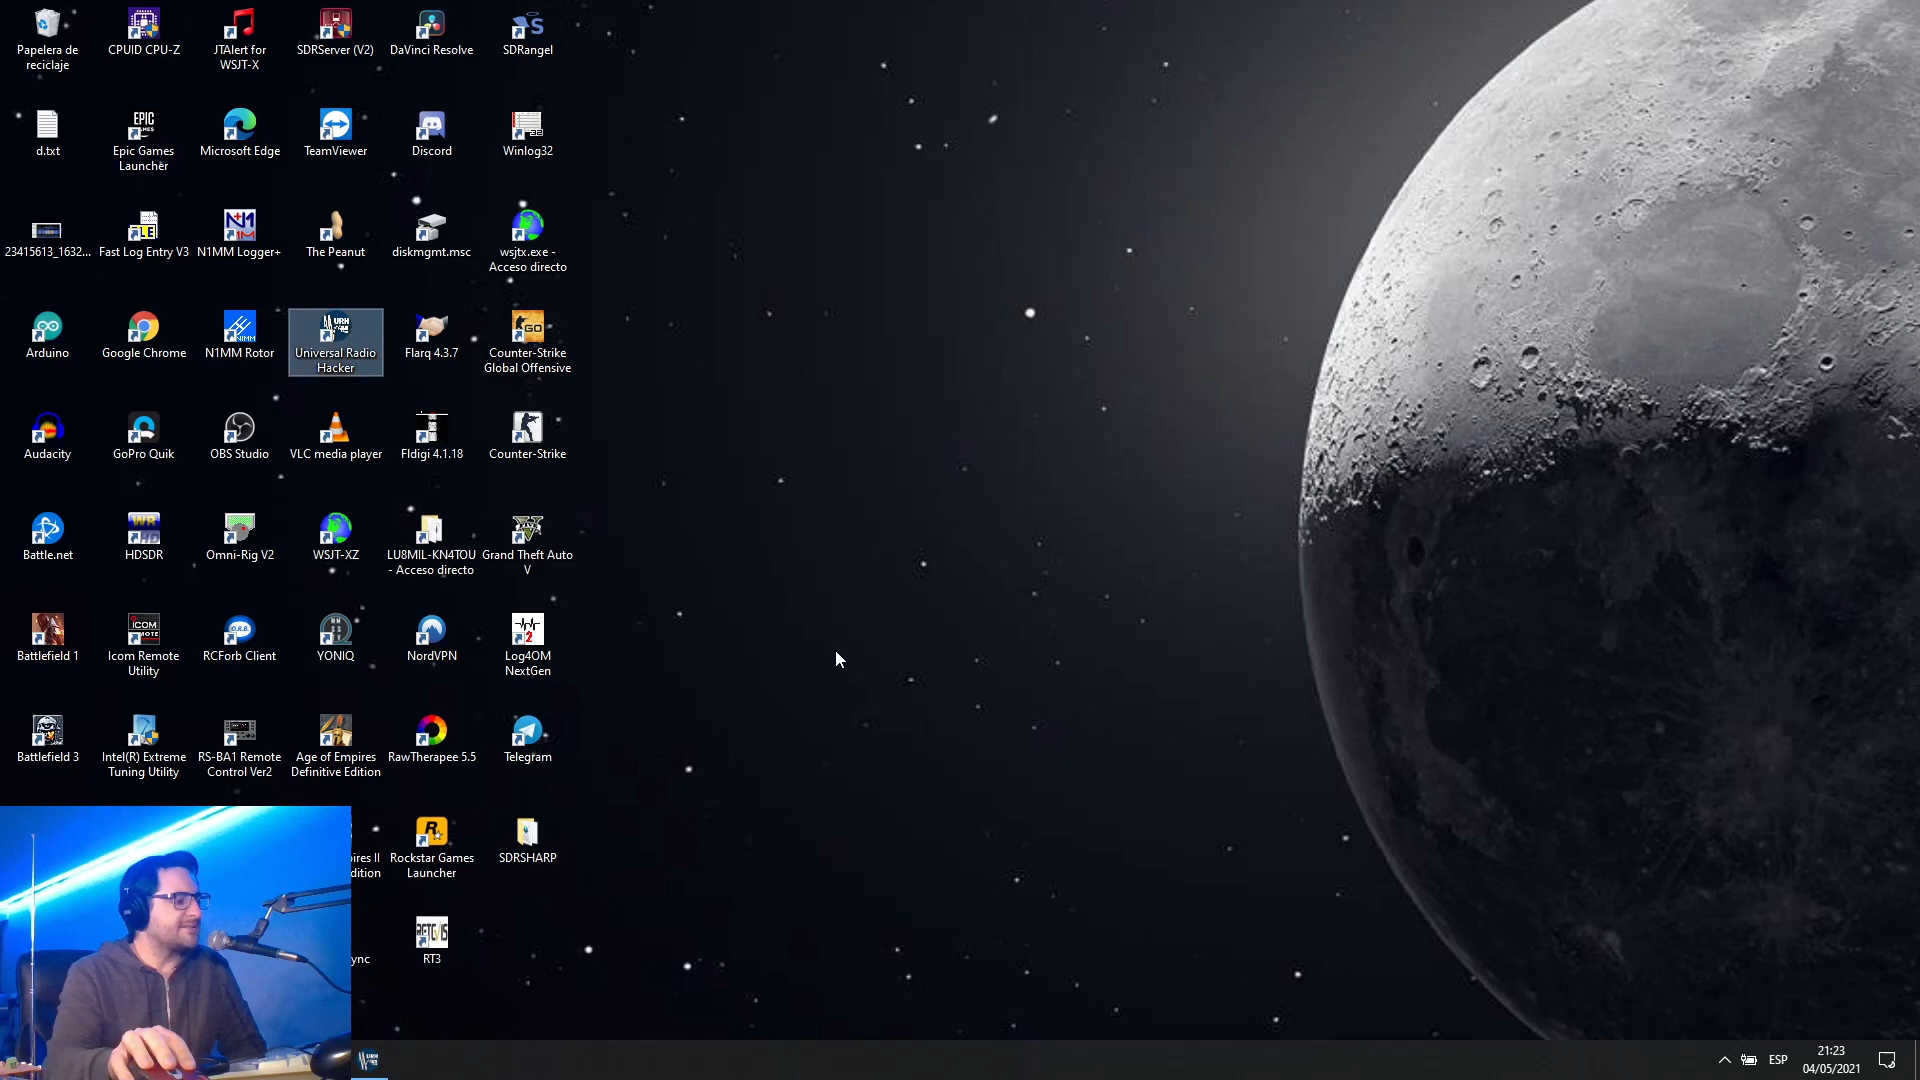 Papelera de
reciclaje
CPUID CPU-Z
JTAlert for
WSJT-X
SDRServer (V2)
DaVinci Resolve
SDRangel
d.txt
EPIC
GAMES
Epic Games
Launcher
Microsoft Edge
TeamViewer
Discord
Winlog32
23415613_1632...
Fast Log Entry V3
N1MM Logger+
The Peanut
diskmgmt.msc
wsjtx.exe -
Acceso directo
Arduino
Google Chrome
N1MM Rotor
Universal Radio
Hacker
Flarq 4.3.7
Counter-Strike
Global Offensive
Audacity
GoPro Quik
OBS Studio
VLC media player
Fldigi 4.1.18
Counter-Strike
Battle.net
HDSDR
Omni-Rig V2
WSJT-XZ
LU8MIL-KN4TOU
- Acceso directo
Grand Theft Auto
V
Battlefield 1
Icom Remote
Utility
RCForb Client
YONIQ
NordVPN
Log4OM
NextGen
Battlefield 3
Intel(R) Extreme
Tuning Utility
RS-BA1 Remote
Control Ver2
Age of Empires
Definitive Edition
RawTherapee 5.5
Telegram
pires II
dition
Rockstar Games
Launcher
SDRSHARP
ync
RT3
ESP
21:23
04/05/2021